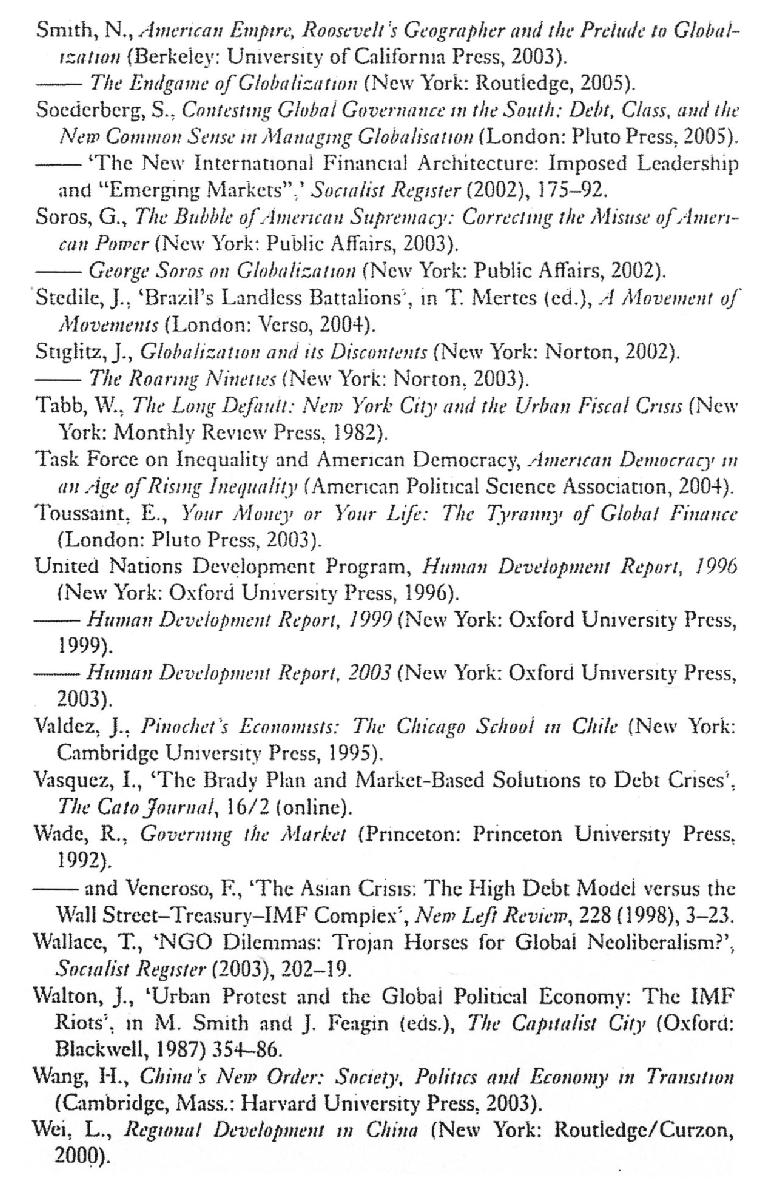 Smith, N., American Empire, Roosevelt's Geographer and the Prelude to Global-
ization (Berkeley: University of California Press, 2003).
—— The Endgame of Globalization (New York: Routledge, 2005).
Soederberg, S., Contesting Global Governance in the South: Debt, Class, and the
New Common Sense in Managing Globalisation (London: Pluto Press, 2005).
—— ‘The New International Financial Architecture: Imposed Leadership
and “Emerging Markets”,’ Socialist Register (2002), 175–92.
Soros, G., The Bubble of American Supremacy: Correcting the Misuse of Ameri-
can Power (New York: Public Affairs, 2003).
—— George Soros on Globalization (New York: Public Affairs, 2002).
Stedile, J., ‘Brazil's Landless Battalions’, in T. Mertes (ed.), A Movement of
Movements (London: Verso, 2004).
Stiglitz, J., Globalization and its Discontents (New York: Norton, 2002).
—— The Roaring Nineties (New York: Norton, 2003).
Tabb, W., The Long Default: New York City and the Urban Fiscal Crisis (New
York: Monthly Review Press, 1982).
Task Force on Inequality and American Democracy, American Democracy in
an Age of Rising Inequality (American Political Science Association, 2004).
Toussaint, E., Your Money or Your Life: The Tyranny of Global Finance
(London: Pluto Press, 2003).
United Nations Development Program, Human Development Report, 1996
(New York: Oxford University Press, 1996).
—— Human Development Report, 1999 (New York: Oxford University Press,
1999).
—— Human Development Report, 2003 (New York: Oxford University Press,
2003).
Valdez, J., Pinochet's Economists: The Chicago School in Chile (New York:
Cambridge University Press, 1995).
Vasquez, I., ‘The Brady Plan and Market-Based Solutions to Debt Crises’,
The Cato Journal, 16/2 (online).
Wade, R., Governing the Market (Princeton: Princeton University Press,
1992).
—— and Veneroso, F., ‘The Asian Crisis: The High Debt Model versus the
Wall Street–Treasury–IMF Complex’, New Left Review, 228 (1998), 3–23.
Wallace, T., ‘NGO Dilemmas: Trojan Horses for Global Neoliberalism?’,
Socialist Register (2003), 202–19.
Walton, J., ‘Urban Protest and the Global Political Economy: The IMF
Riots’, in M. Smith and J. Feagin (eds.), The Capitalist City (Oxford:
Blackwell, 1987) 354–86.
Wang, H., China's New Order: Society, Politics and Economy in Transition
(Cambridge, Mass.: Harvard University Press, 2003).
Wei, L., Regional Development in China (New York: Routledge/Curzon,
2000).